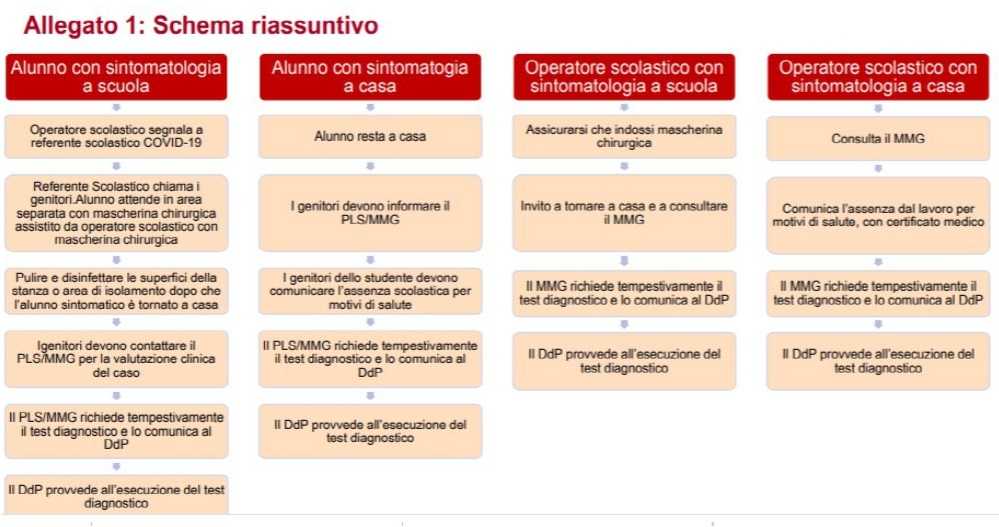 Allegato 1: Schema riassuntivo
Alunno con sintomatologia
a scuola
Operatore scolastico segnala a
referente scolastico COVID-19
Referente Scolastico chiama i
genitori.Alunno attende in area
separata con mascherina chirurgica
assistito da operatore scolastico con
mascherina chirurgica
Pulire e disinfettare le superfici della
stanza o area di isolamento dopo che
l'alunno sintomatico è tornato a casa
Igenitori devono contattare il
PLS/MMG per la valutazione clinica
del caso
Il PLS/MMG richiede tempestivamente
il test diagnostico e lo comunica al
DdP
Il DdP provvede all'esecuzione del test
diagnostico
Alunno con sintomatogia
a casa
Alunno resta a casa
I genitori devono informare il
PLS/MMG
I genitori dello studente devono
comunicare l'assenza scolastica per
motivi di salute
Il PLS/MMG richiede tempestivamente
il test diagnostico e lo comunica al
DdP
Il DdP provvede all'esecuzione del
test diagnostico
Operatore scolastico con
sintomatologia a scuola
Assicurarsi che indossi mascherina
chirurgica
Invito a tornare a casa e a consultare
il MMG
Il MMG richiede tempestivamente il
test diagnostico e lo comunica al DdP
Il DdP provvede all'esecuzione del
test diagnostico
Operatore scolastico con
sintomatologia a casa
Consulta il MMG
Comunica l'assenza dal lavoro per
motivi di salute, con certificato medico
Il MMG richiede tempestivamente il
test diagnostico e lo comunica al DdP
Il DdP provvede all'esecuzione del
test diagnostico